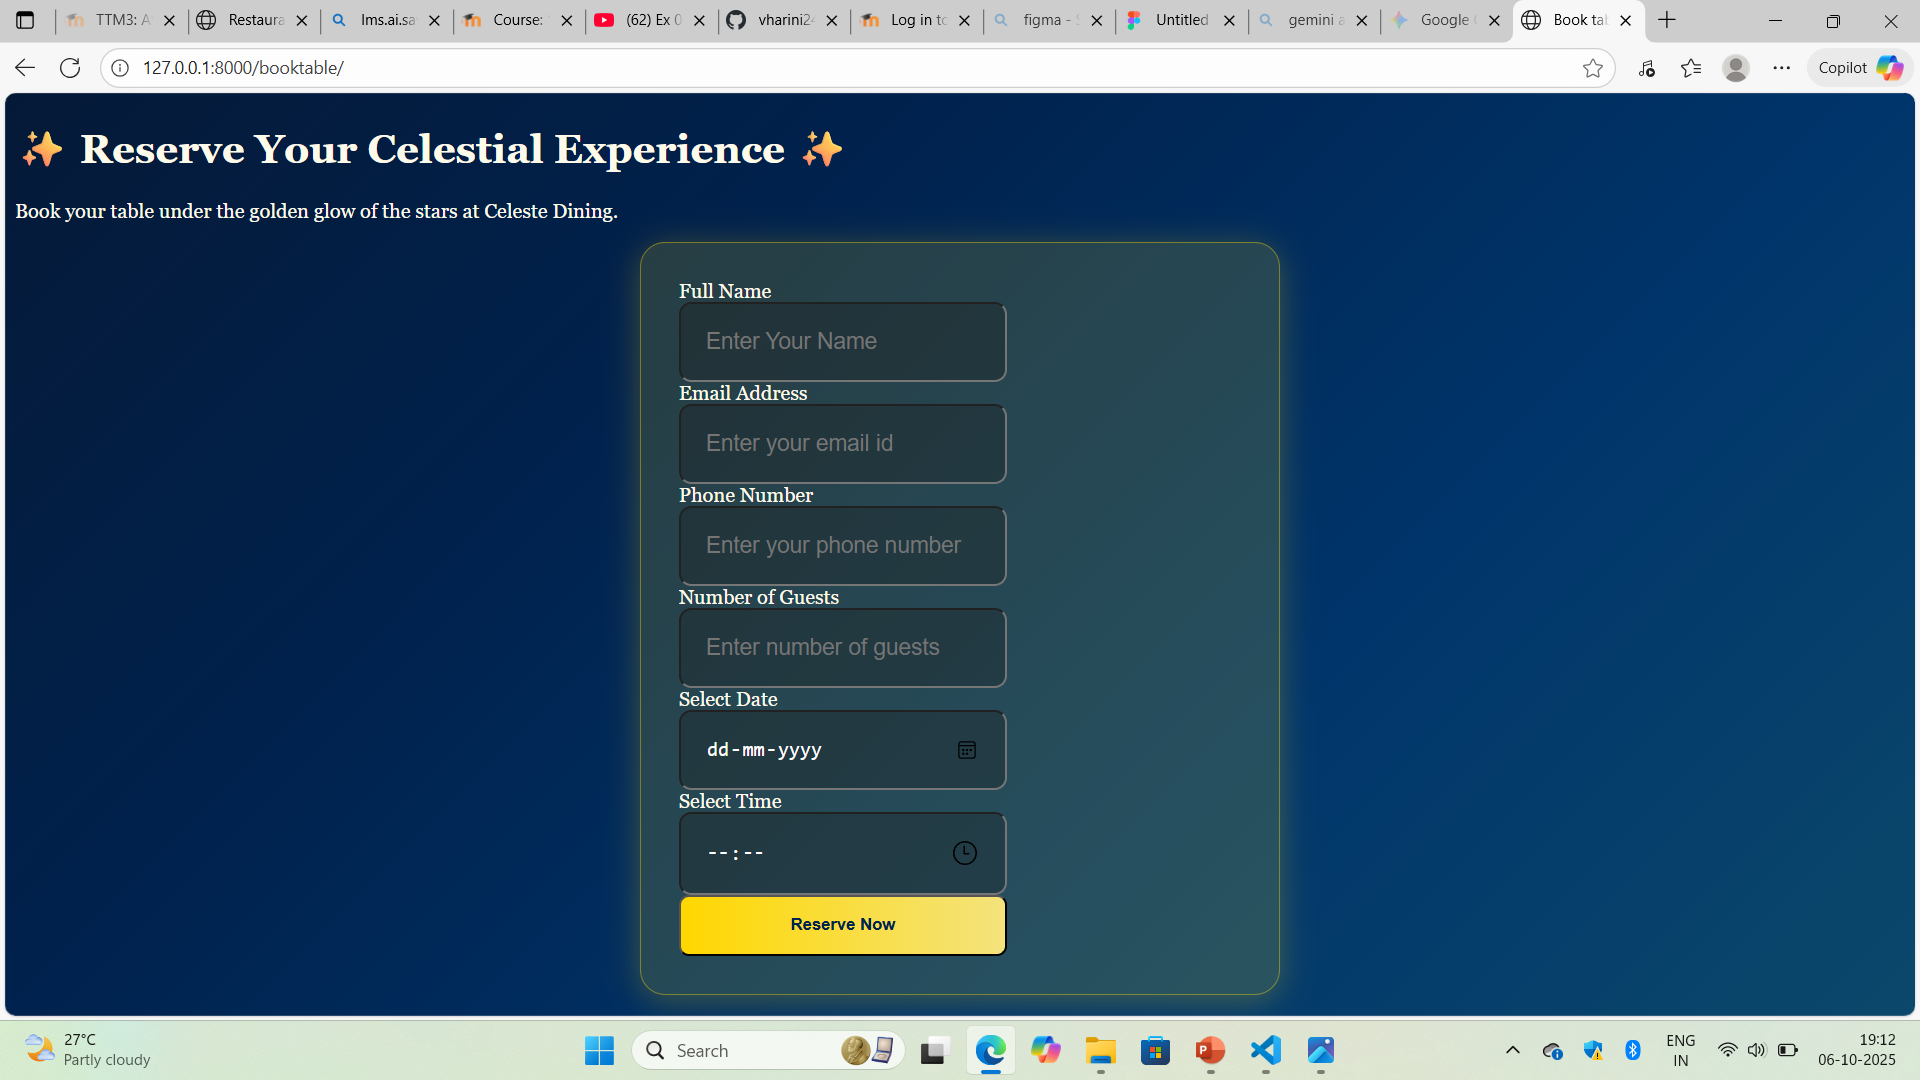 TTM3: A
Restaura
lms.ai.sa
Course:
(62) Ex 0
vharini24
Log in to
figma - S
Untitled
gemini a
Google
Book tab
127.0.0.1:8000/booktable/
Copilot
✨ Reserve Your Celestial Experience ✨
Book your table under the golden glow of the stars at Celeste Dining.
Full Name
Enter Your Name
Email Address
Enter your email id
Phone Number
Enter your phone number
Number of Guests
Enter number of guests
Select Date
dd-mm-yyyy
Select Time
--:--
Reserve Now
27°C
Partly cloudy
Search
ENG
IN
19:12
06-10-2025